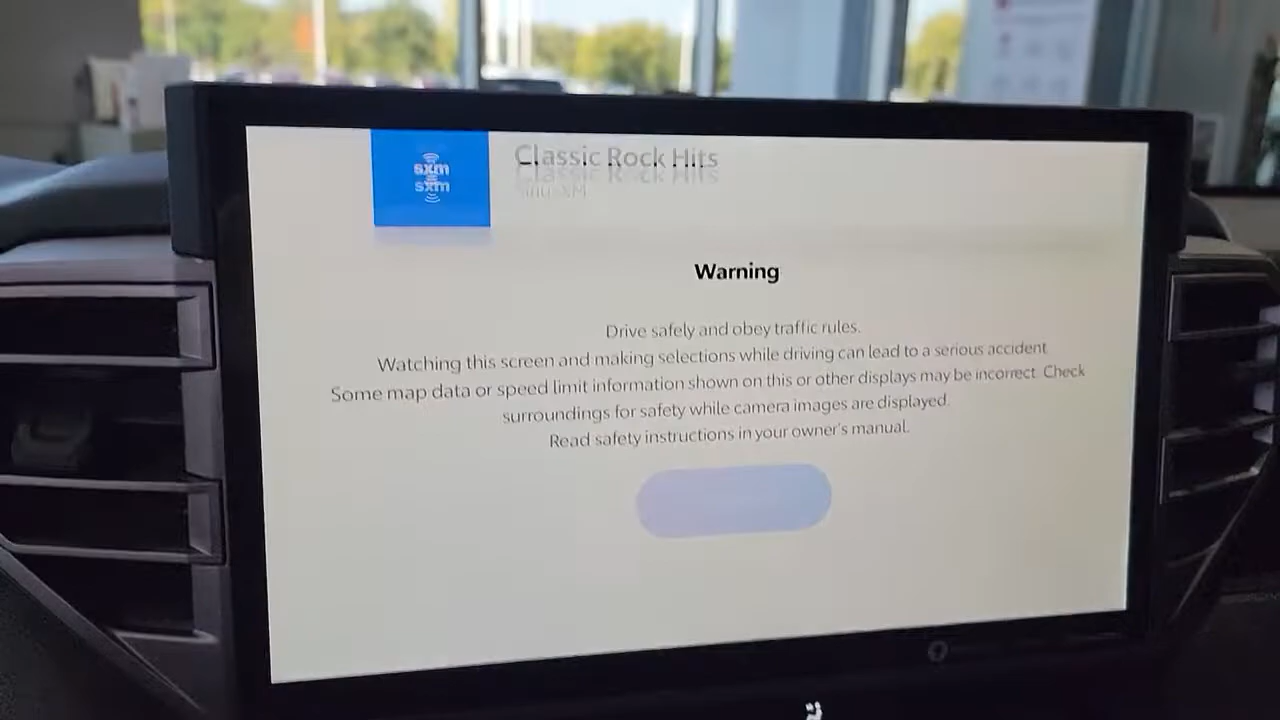 sxm
sxm
Classic Rock Hits
Classic Rock Hits
Warning
Drive safely and obey traffic rules.
Watching this screen and making selections while driving can lead to a serious accident.
Some map data or speed limit information shown on this or other displays may be incorrect. Check
surroundings for safety while camera images are displayed.
Read safety instructions in your owner's manual.